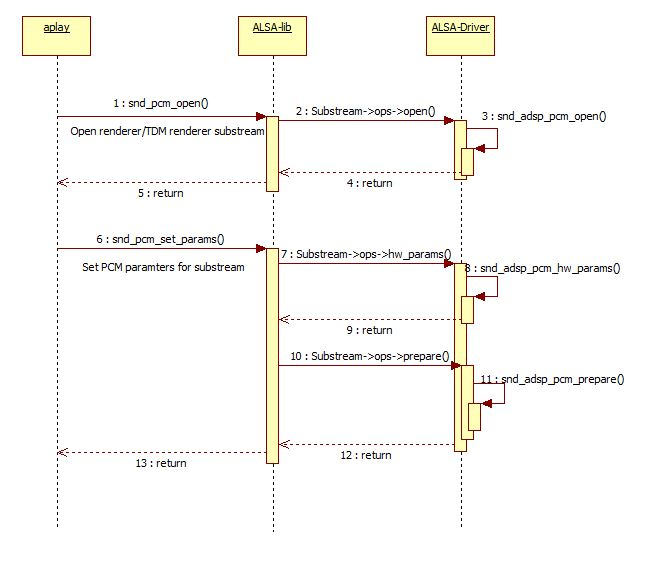 aplay
ALSA-lib
ALSA-Driver
1 : snd_pcm_open()
2 : Substream->ops->open()
3 : snd_adsp_pcm_open()
Open renderer/TDM renderer substream
4 : return
5 : return
6 : snd_pcm_set_params()
7 : Substream->ops->hw_params()
Set PCM paramters for substream
8 : snd_adsp_pcm_hw_params()
9 : return
10 : Substream->ops->prepare()
11 : snd_adsp_pcm_prepare()
12 : return
13 : return